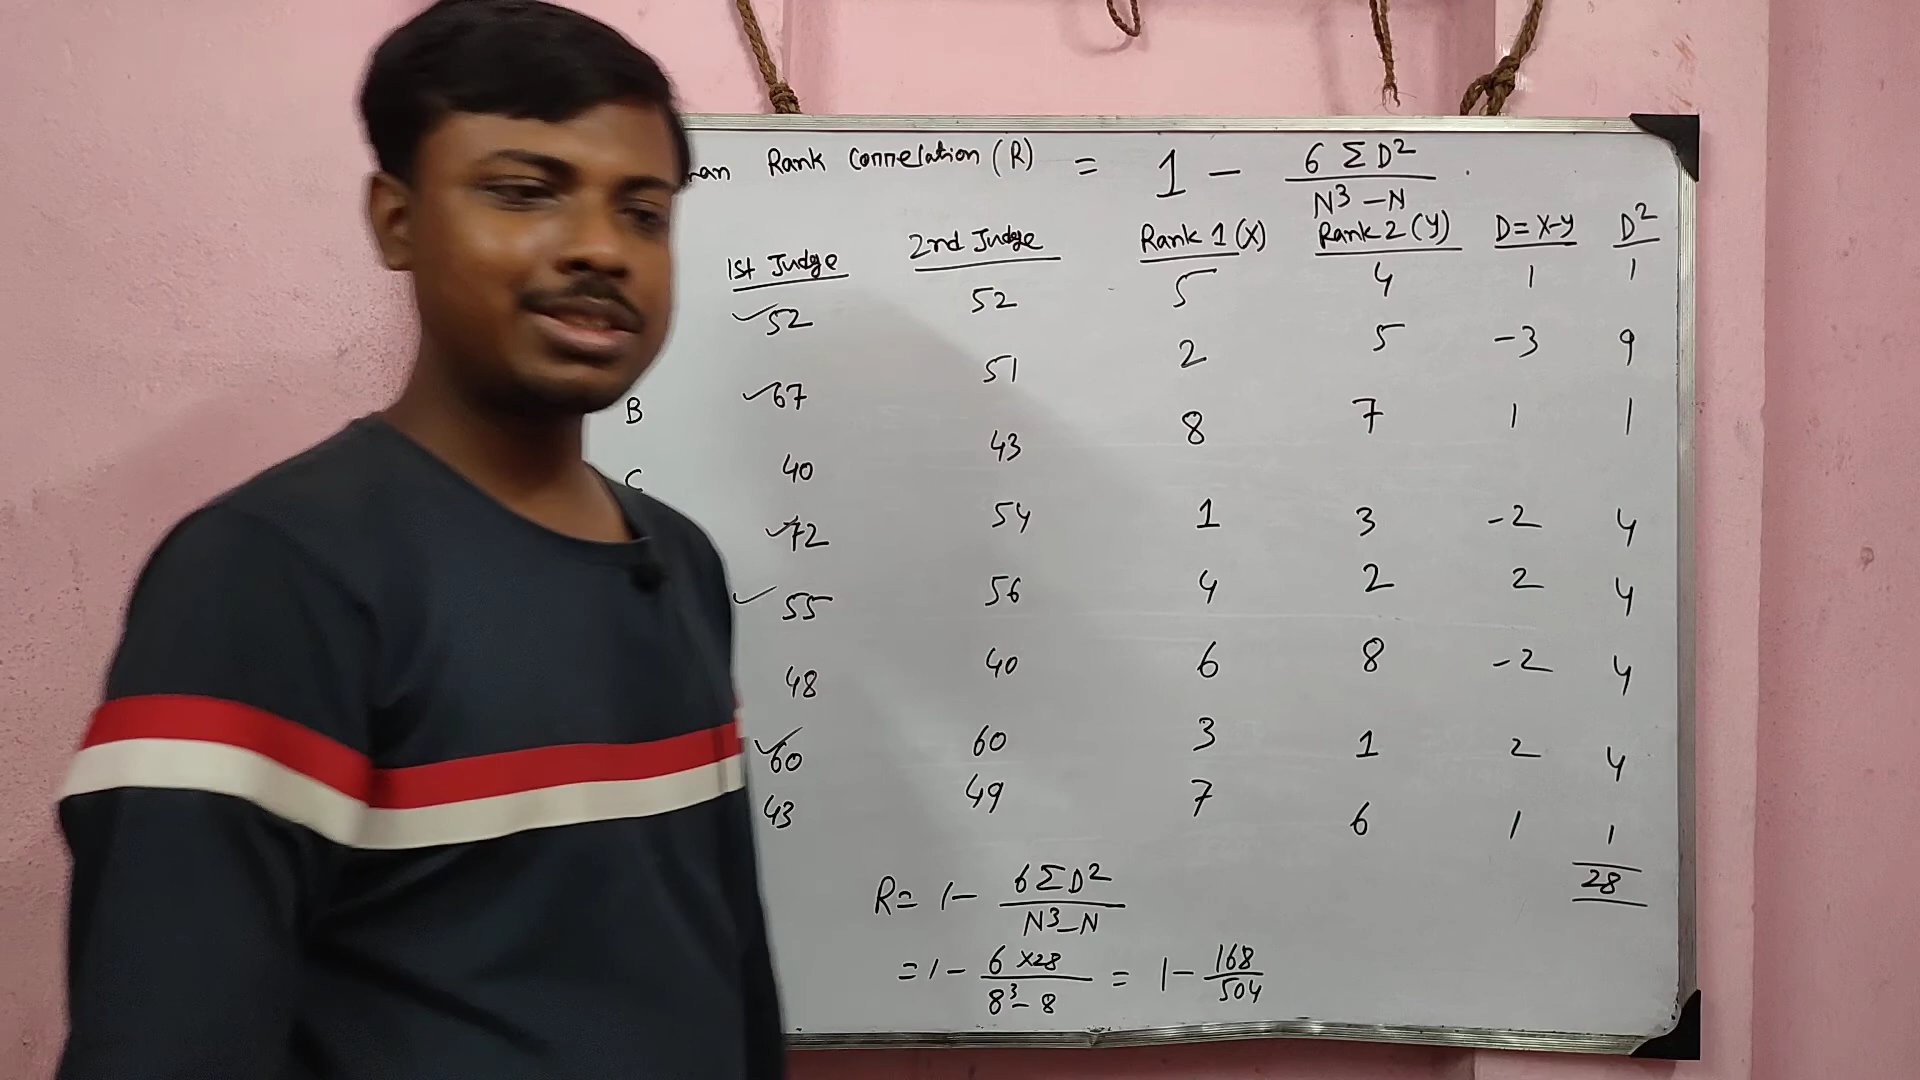 Rank Correlation (R) = 1 - 6 Σ D² / N³ - N
1st Judge 2nd Judge Rank 1 (X) Rank 2 (Y) D = X-Y D²
52 52 5 4 1 1
B 67 51 2 5 -3 9
C 40 43 8 7 1 1
72 54 1 3 -2 4
55 56 4 2 2 4
48 40 6 8 -2 4
60 60 3 1 2 4
43 49 7 6 1 1
28
R = 1 - 6ΣD² / N³-N
= 1 - 6 x28 / 8³- 8 = 1 - 168 / 504